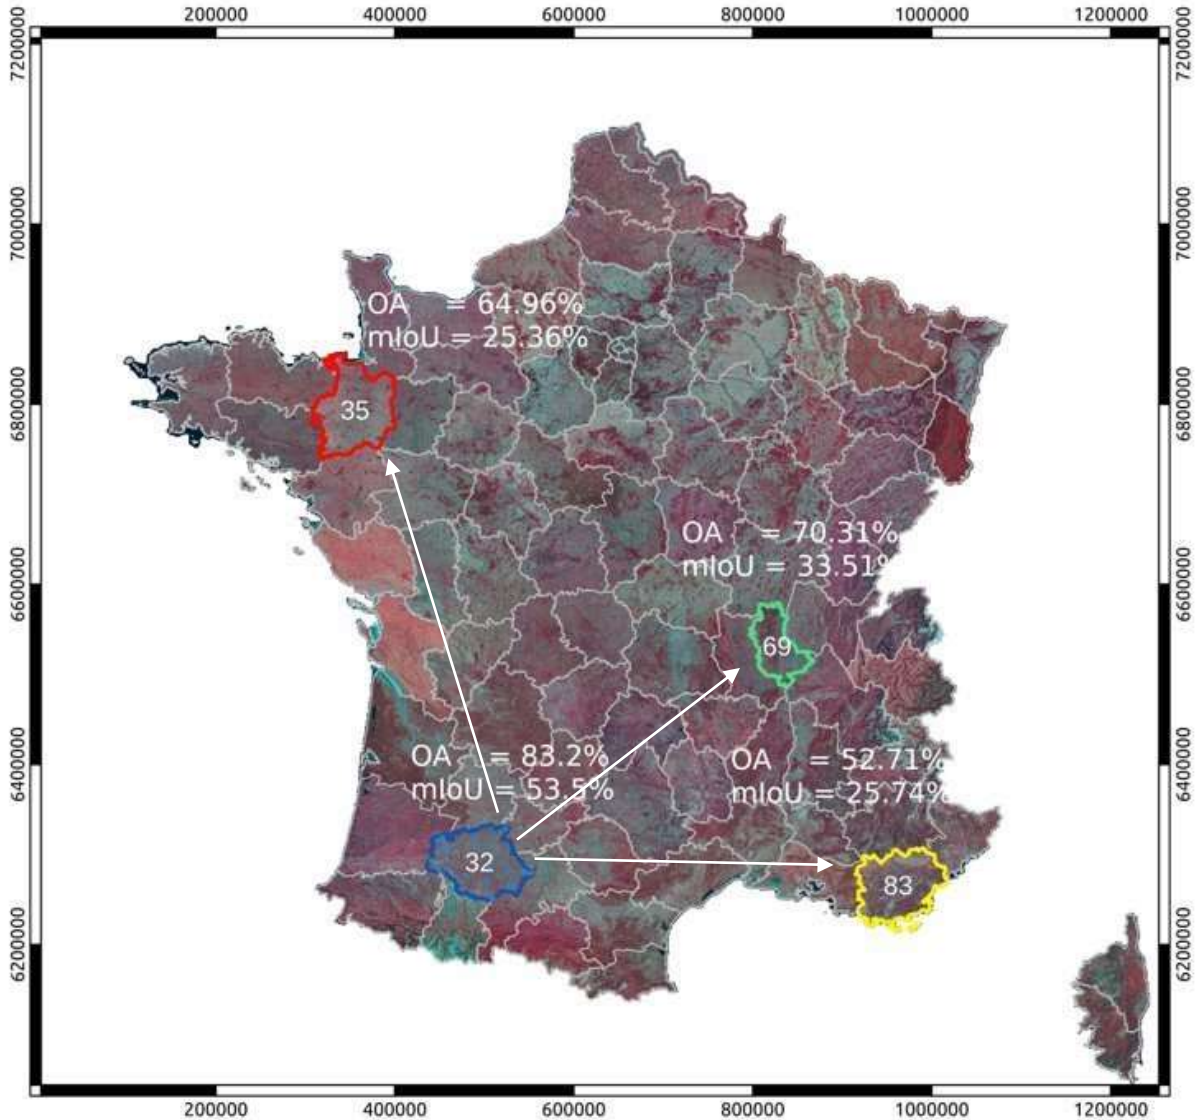 200000 400000 600000 800000 1000000 1200000
7200000 7200000
7000000 7000000
OA = 64.96%
mIoU = 25.36%
6800000 6800000
35
OA = 70.31%
mIoU = 33.51%
6600000 6600000
69
OA = 83.2%
mIoU = 53.5%
OA = 52.71%
mIoU = 25.74%
6400000 6400000
32
83
6200000 6200000
200000 400000 600000 800000 1000000 1200000